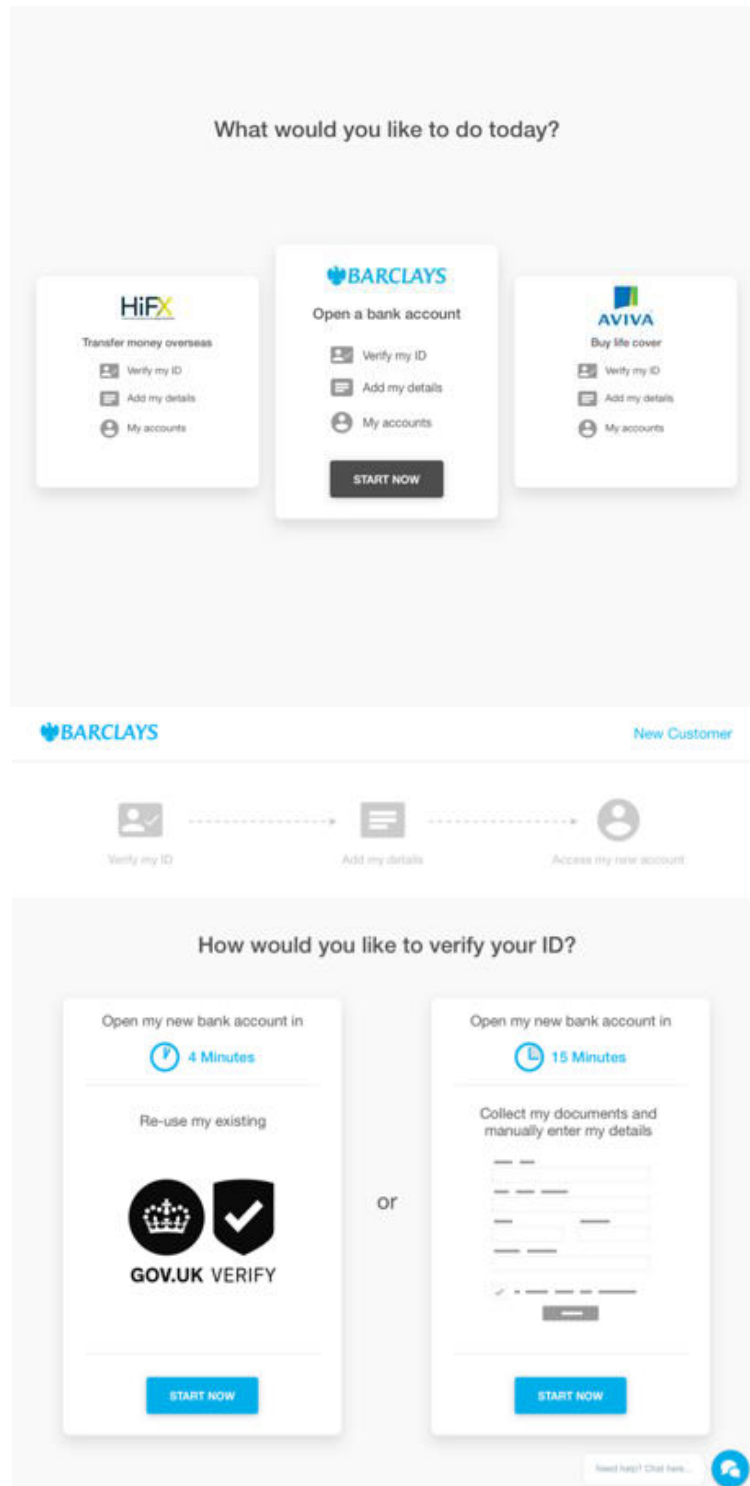 What would you like to do today?
HiFX
Transfer money overseas
Verify my ID
Add my details
My accounts
BARCLAYS
Open a bank account
Verify my ID
Add my details
My accounts
START NOW
AVIVA
Buy life cover
Verify my ID
Add my details
My accounts
BARCLAYS
New Customer
Verify my ID
Add my details
Access my new account
How would you like to verify your ID?
Open my new bank account in
4 Minutes
Re-use my existing
GOV.UK VERIFY
START NOW
or
Open my new bank account in
15 Minutes
Collect my documents and
manually enter my details
START NOW
Need help? Chat here...